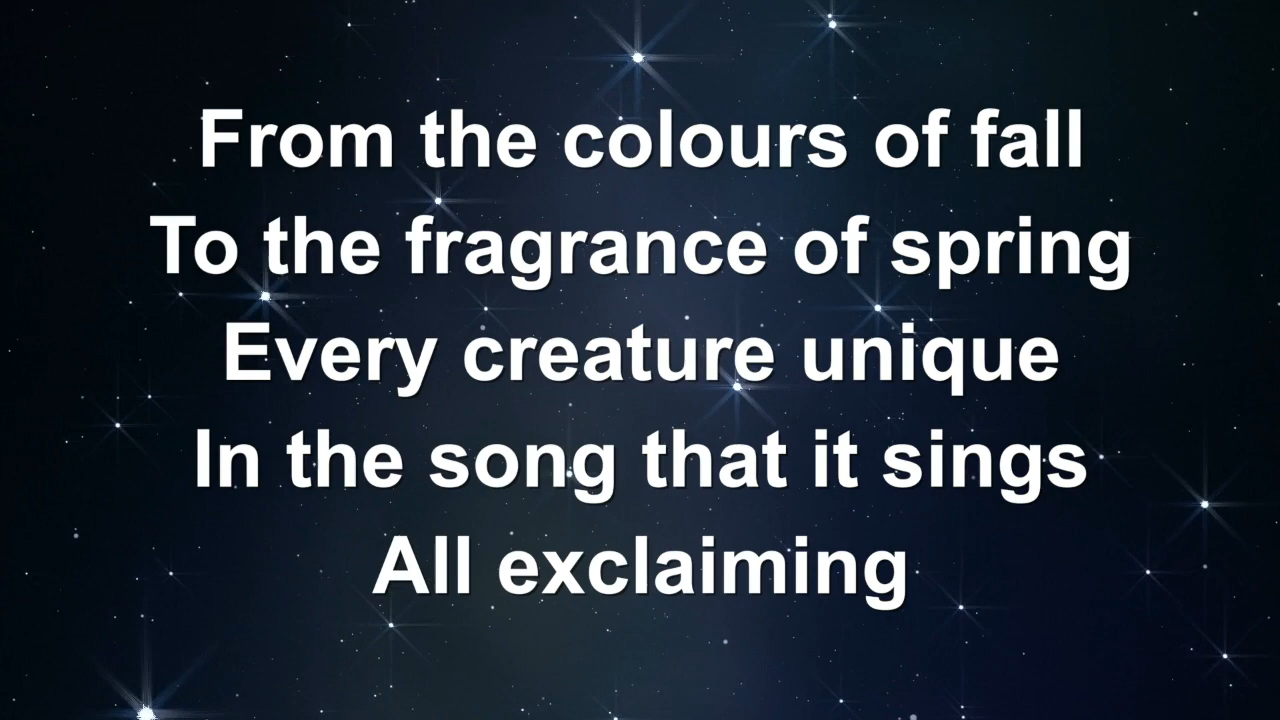 From the colours of fall
To the fragrance of spring
Every creature unique
In the song that it sings
All exclaiming